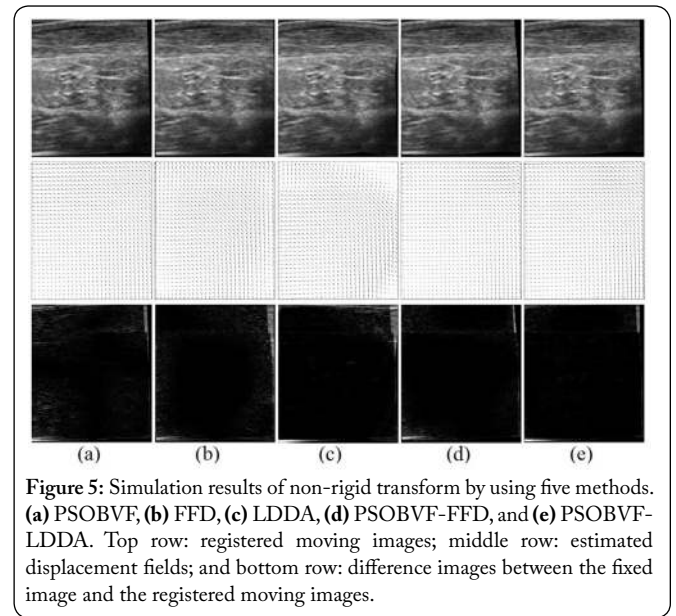 (a) (b) (c) (d) (e)
Figure 5: Simulation results of non-rigid transform by using five methods.
(a) PSOBVF, (b) FFD, (c) LDDA, (d) PSOBVF-FFD, and (e) PSOBVF-
LDDA. Top row: registered moving images; middle row: estimated
displacement fields; and bottom row: difference images between the fixed
image and the registered moving images.